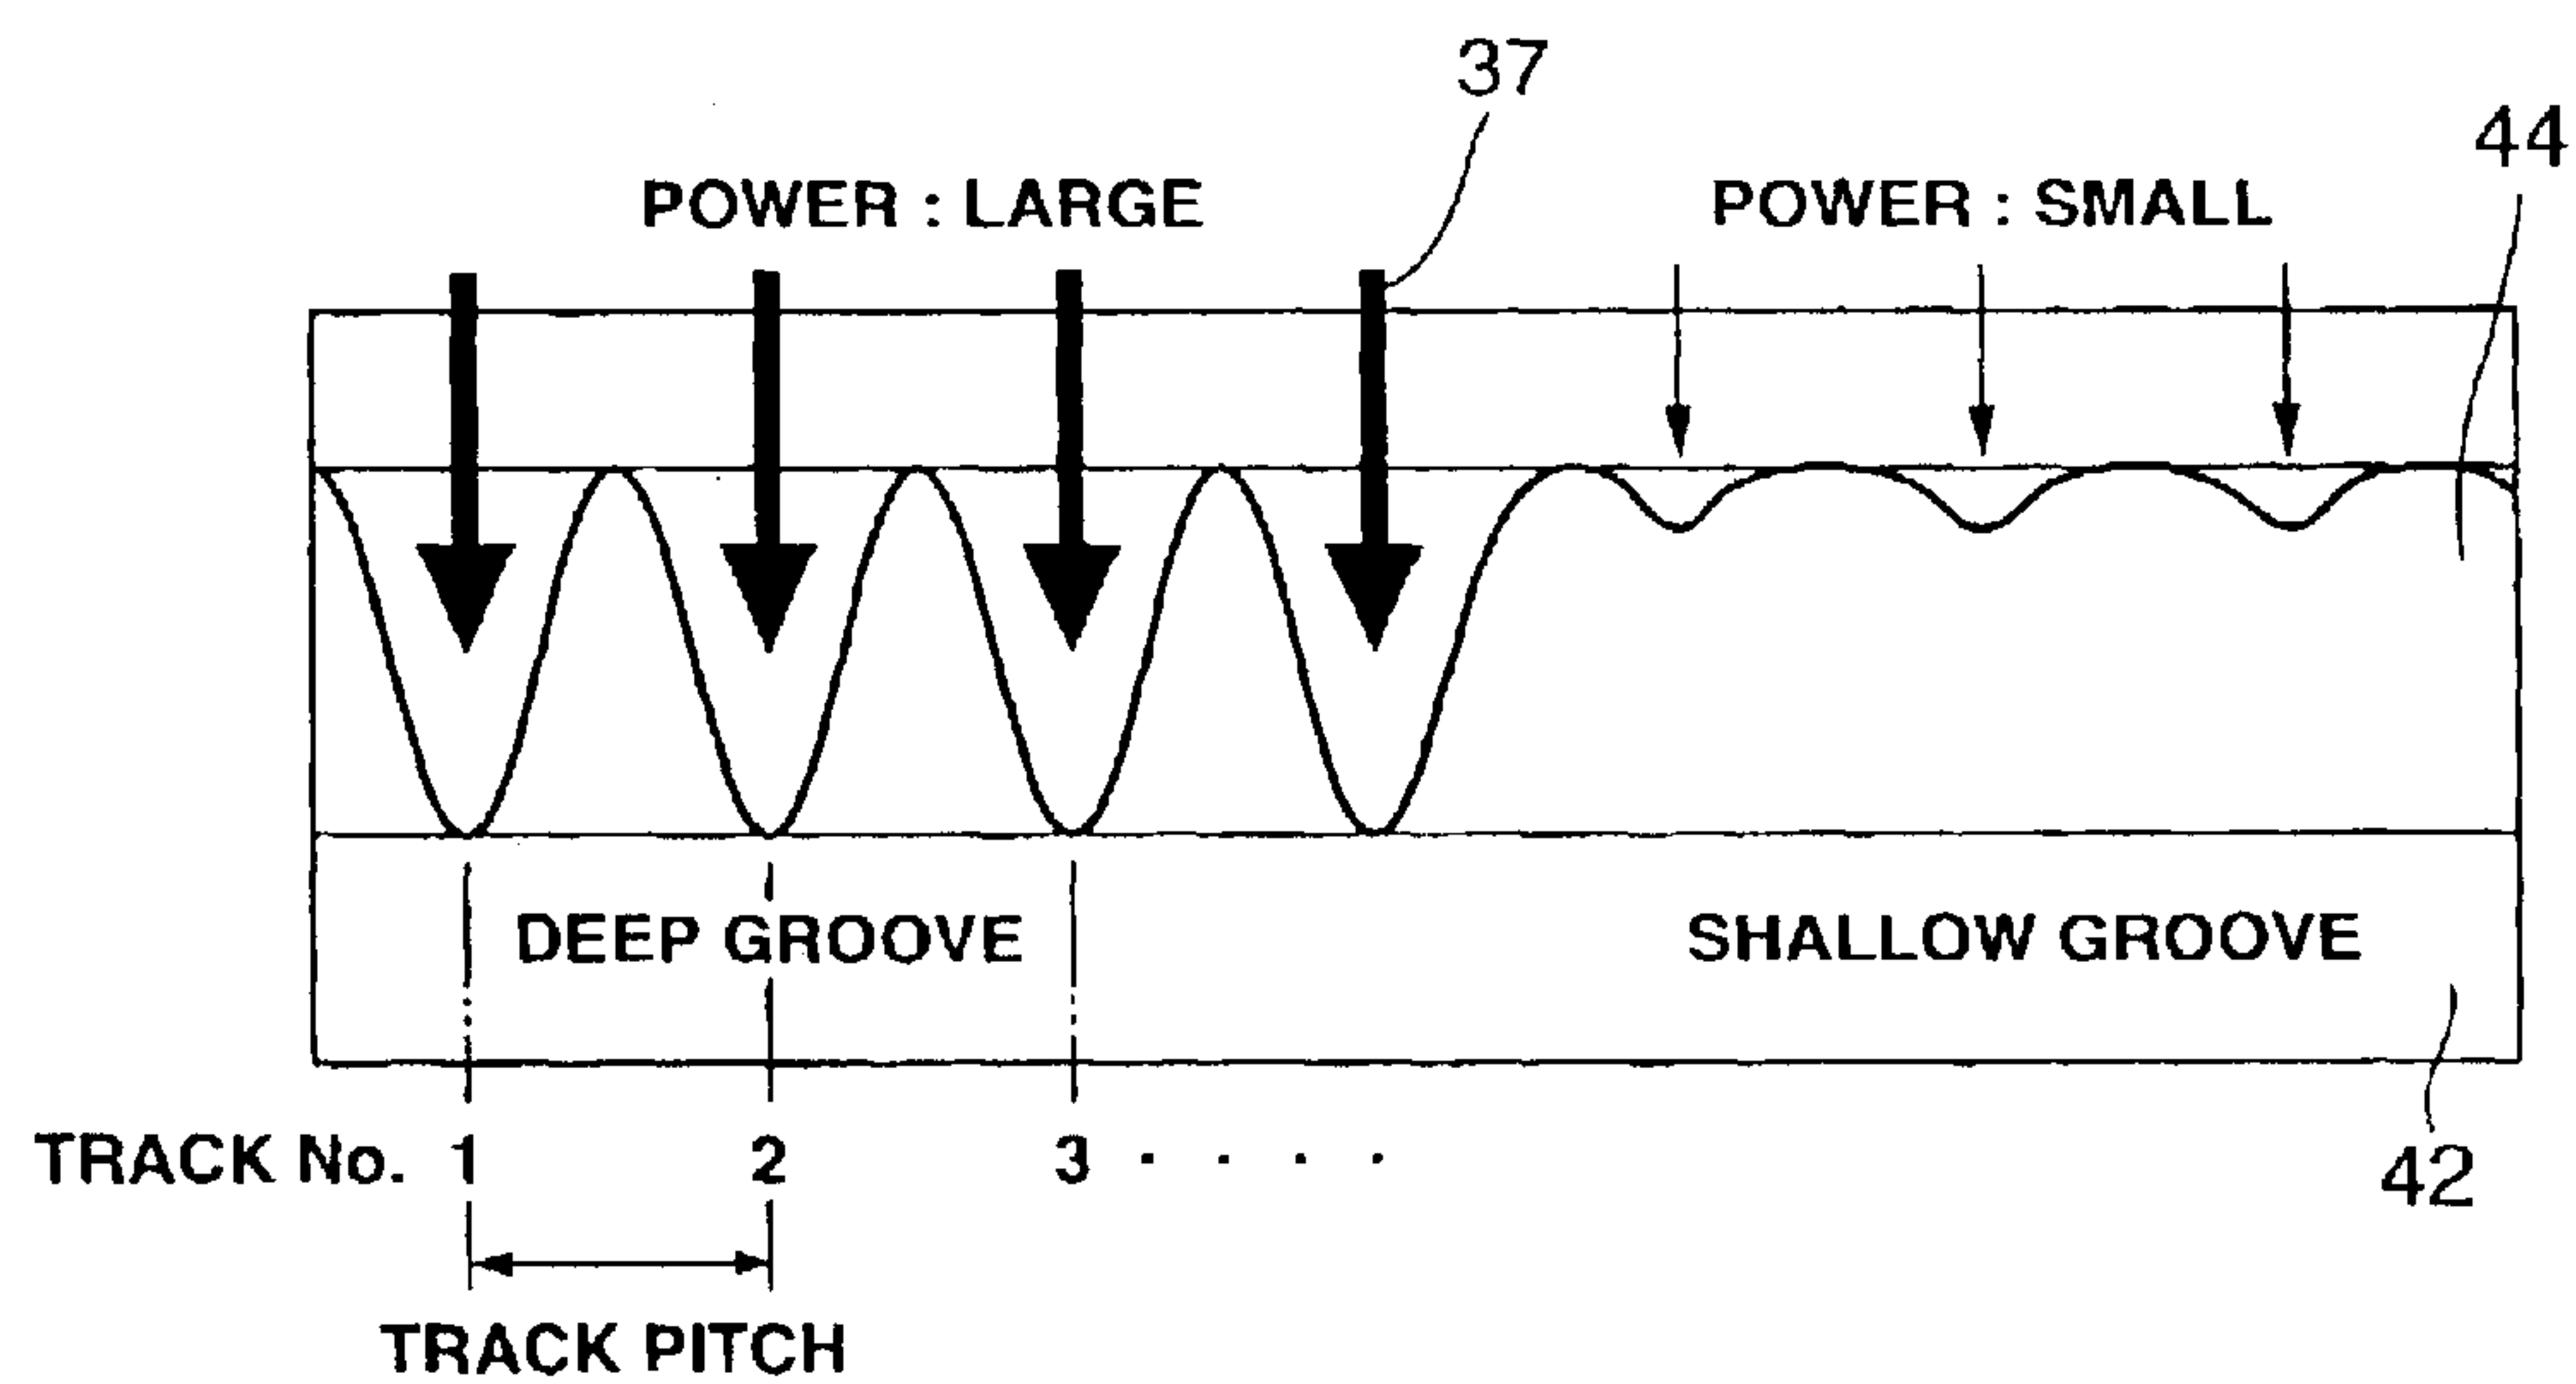 37
44
POWER : LARGE
POWER : SMALL
DEEP GROOVE
SHALLOW GROOVE
TRACK No. 1 2 3 · · · ·
42
TRACK PITCH